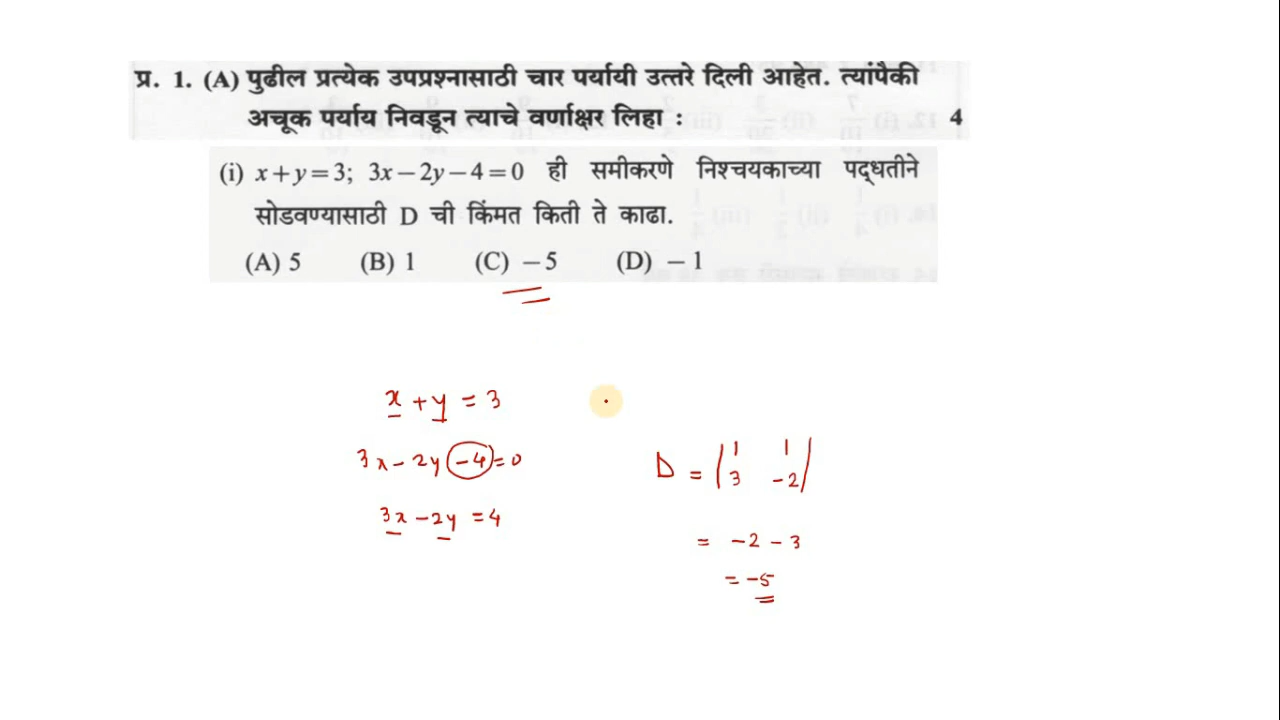 प्र. 1. (A) पुढील प्रत्येक उपप्रश्नासाठी चार पर्यायी उत्तरे दिली आहेत. त्यांपैकी
अचूक पर्याय निवडून त्याचे वर्णाक्षर लिहा : 4
(i) x+y=3; 3x−2y−4=0 ही समीकरणे निश्चयकाच्या पद्धतीने
सोडवण्यासाठी D ची किंमत किती ते काढा.
(A) 5 (B) 1 (C) −5 (D) −1
x + y = 3
3x − 2y −4 = 0
3x − 2y = 4
D = | 1 1 |
| 3 -2 |
= -2 - 3
= -5